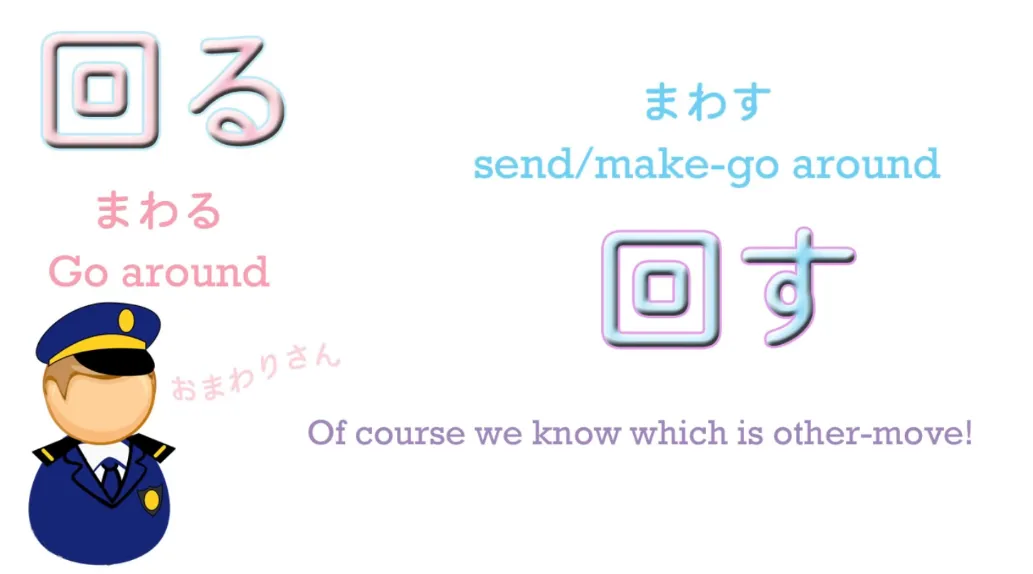 回る
まわる
Go around
おまわりさん
まわす
send/make-go around
回す
Of course we know which is other-move!